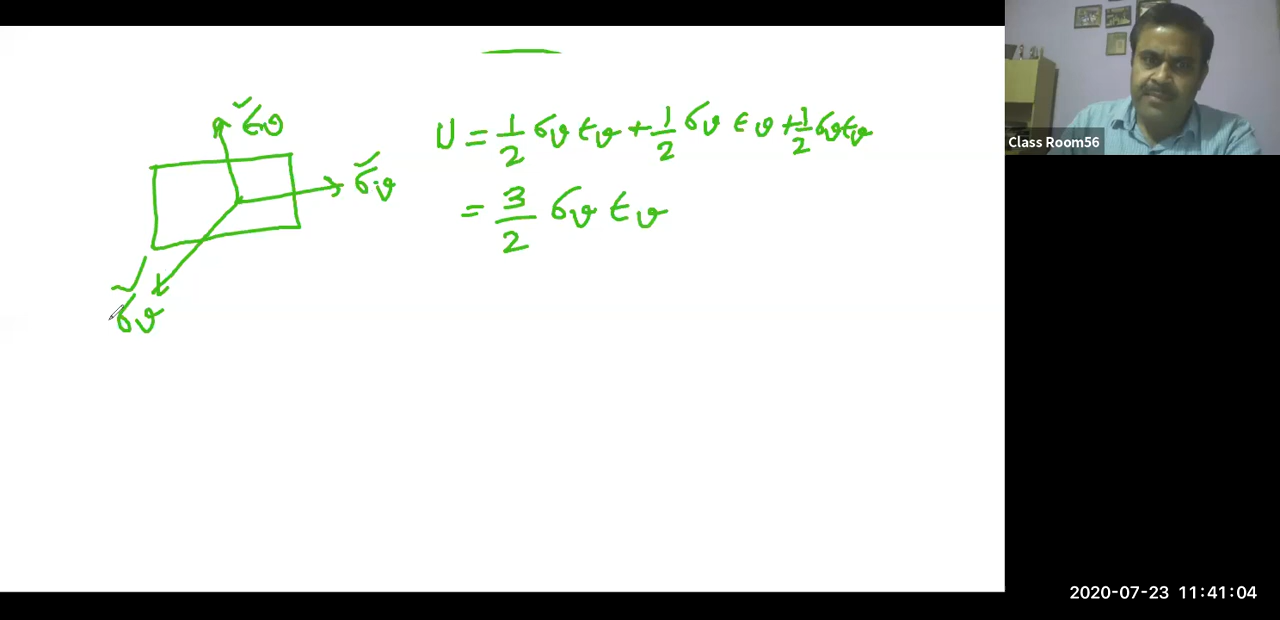 σv
U = 1/2 σv εv + 1/2 σv εv + 1/2 σv εv
σv
= 3/2 σv εv
σv
Class Room56
2020-07-23 11:41:04